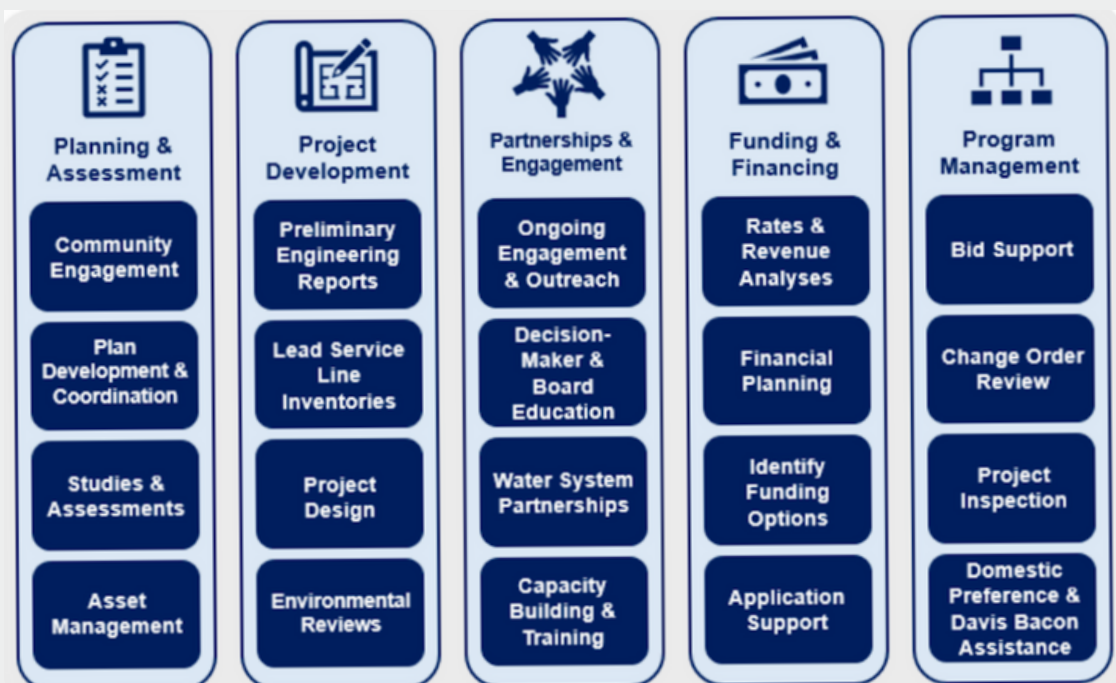 Planning &
Assessment
Community
Engagement
Plan
Development &
Coordination
Studies &
Assessments
Asset
Management
Project
Development
Preliminary
Engineering
Reports
Lead Service
Line
Inventories
Project
Design
Environmental
Reviews
Partnerships &
Engagement
Ongoing
Engagement
& Outreach
Decision-
Maker &
Board
Education
Water System
Partnerships
Capacity
Building &
Training
Funding &
Financing
Rates &
Revenue
Analyses
Financial
Planning
Identify
Funding
Options
Application
Support
Program
Management
Bid Support
Change Order
Review
Project
Inspection
Domestic
Preference &
Davis Bacon
Assistance